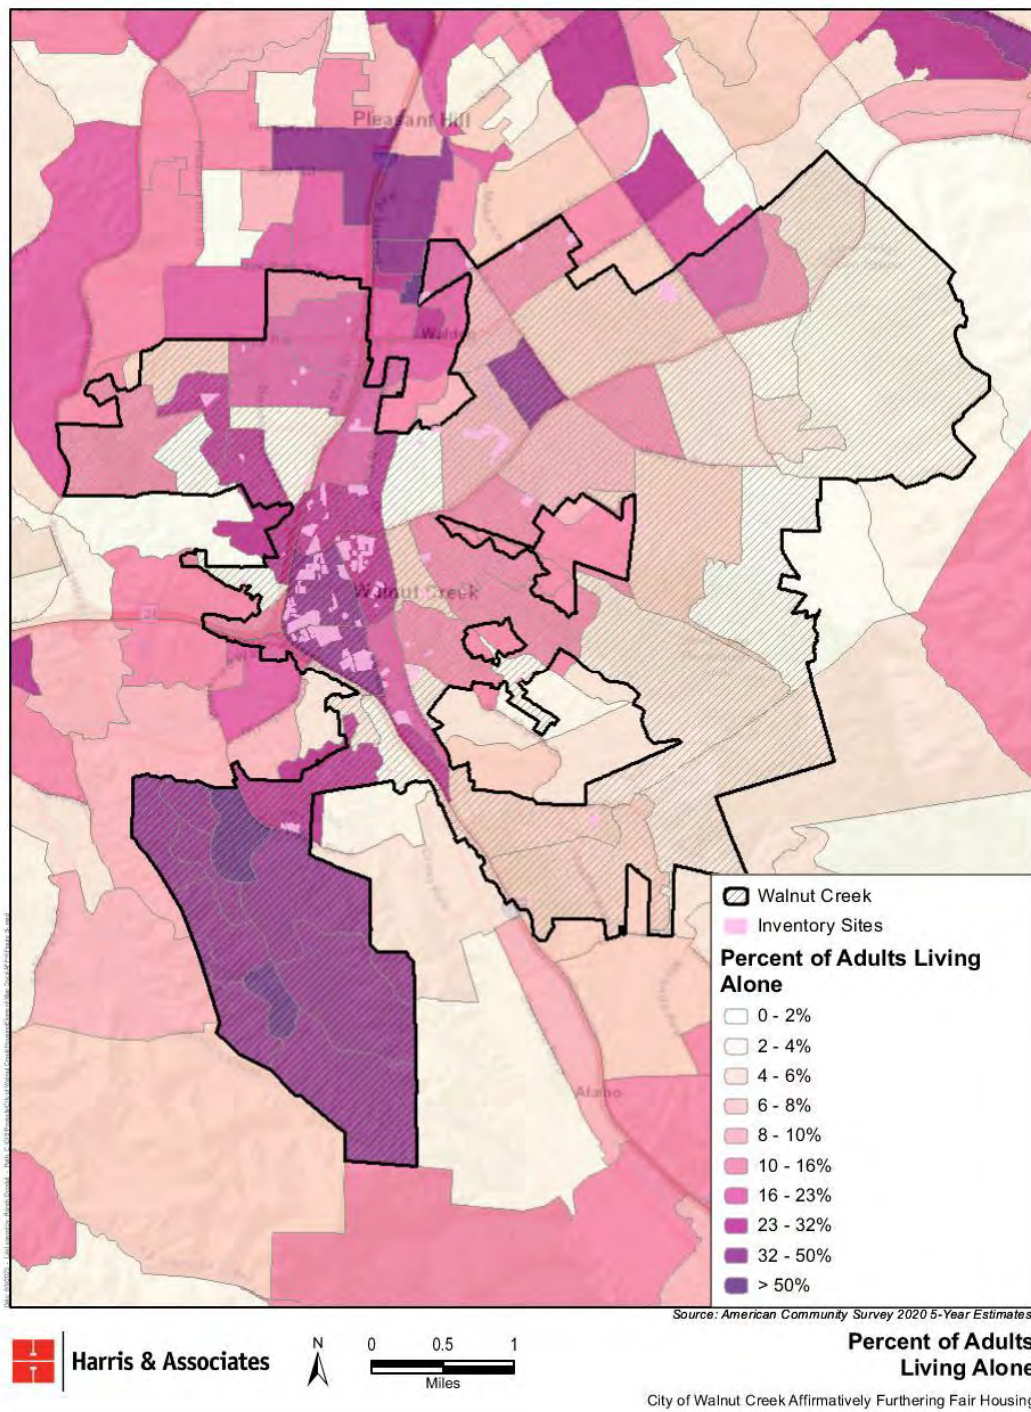 Pleasant Hill
Walnut Creek
24
Alamo
Walnut Creek
Inventory Sites
Percent of Adults Living
Alone
0 - 2%
2 - 4%
4 - 6%
6 - 8%
8 - 10%
10 - 16%
16 - 23%
23 - 32%
32 - 50%
> 50%
Source: American Community Survey 2020 5-Year Estimates
Harris & Associates
N
0 0.5 1
Miles
Percent of Adults
Living Alone
City of Walnut Creek Affirmatively Furthering Fair Housing